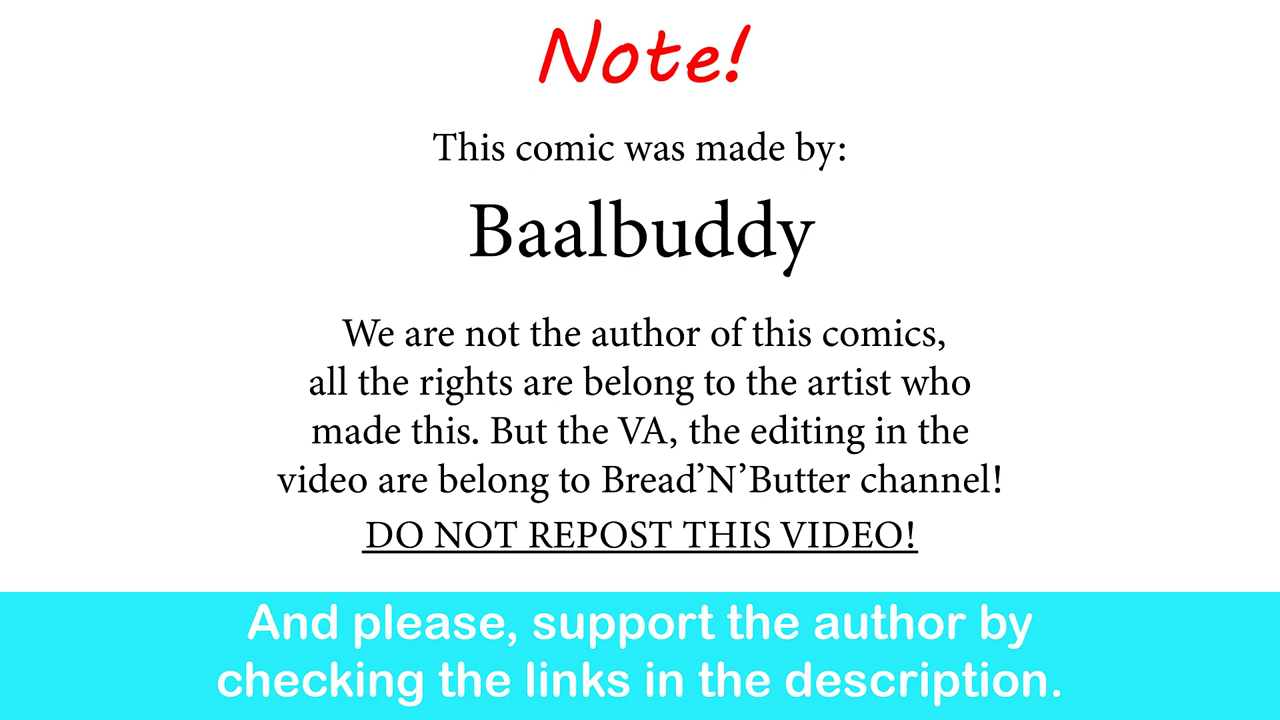 Note!
This comic was made by:
Baalbuddy
We are not the author of this comics,
all the rights are belong to the artist who
made this. But the VA, the editing in the
video are belong to Bread’N’Butter channel!
DO NOT REPOST THIS VIDEO!
And please, support the author by
checking the links in the description.